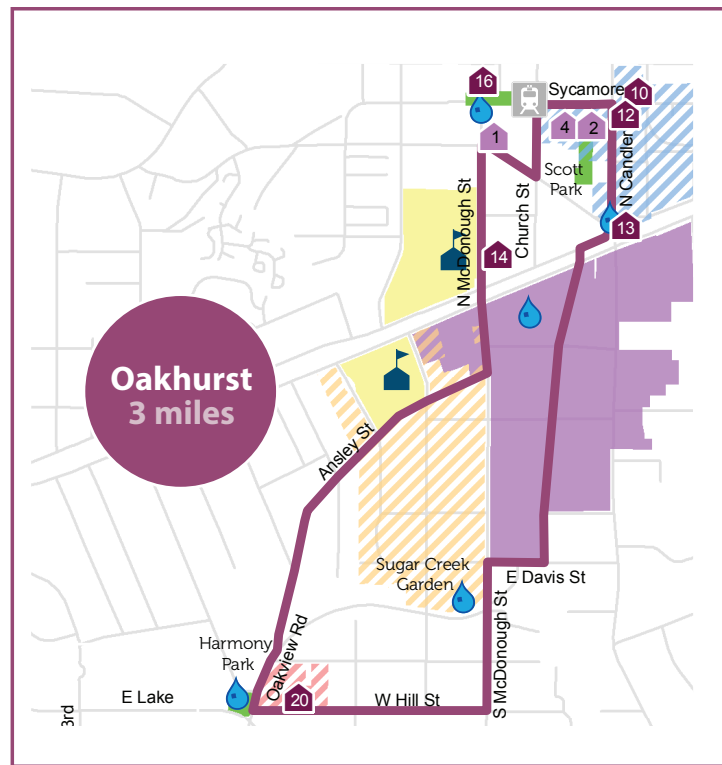 16
Sycamore
10
12
1
4
2
N Candler
Scott
Park
N McDonough St
Church St
13
14
Oakhurst
3 miles
Ansley St
Sugar Creek
Garden
E Davis St
Harmony
Park
Oakview Rd
S McDonough St
E Lake
20
W Hill St
3rd